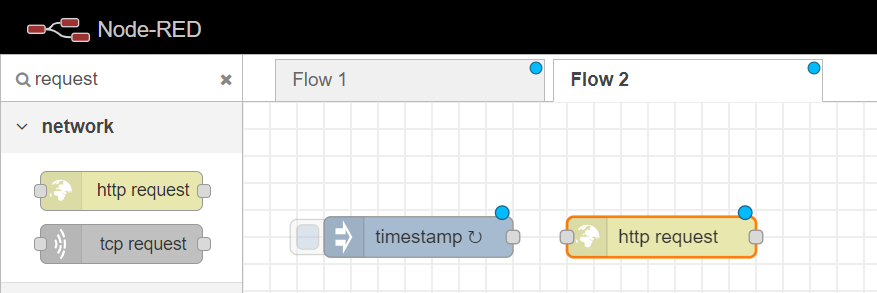 Node-RED
request
Flow 1
Flow 2
network
http request
tcp request
timestamp ↻
http request